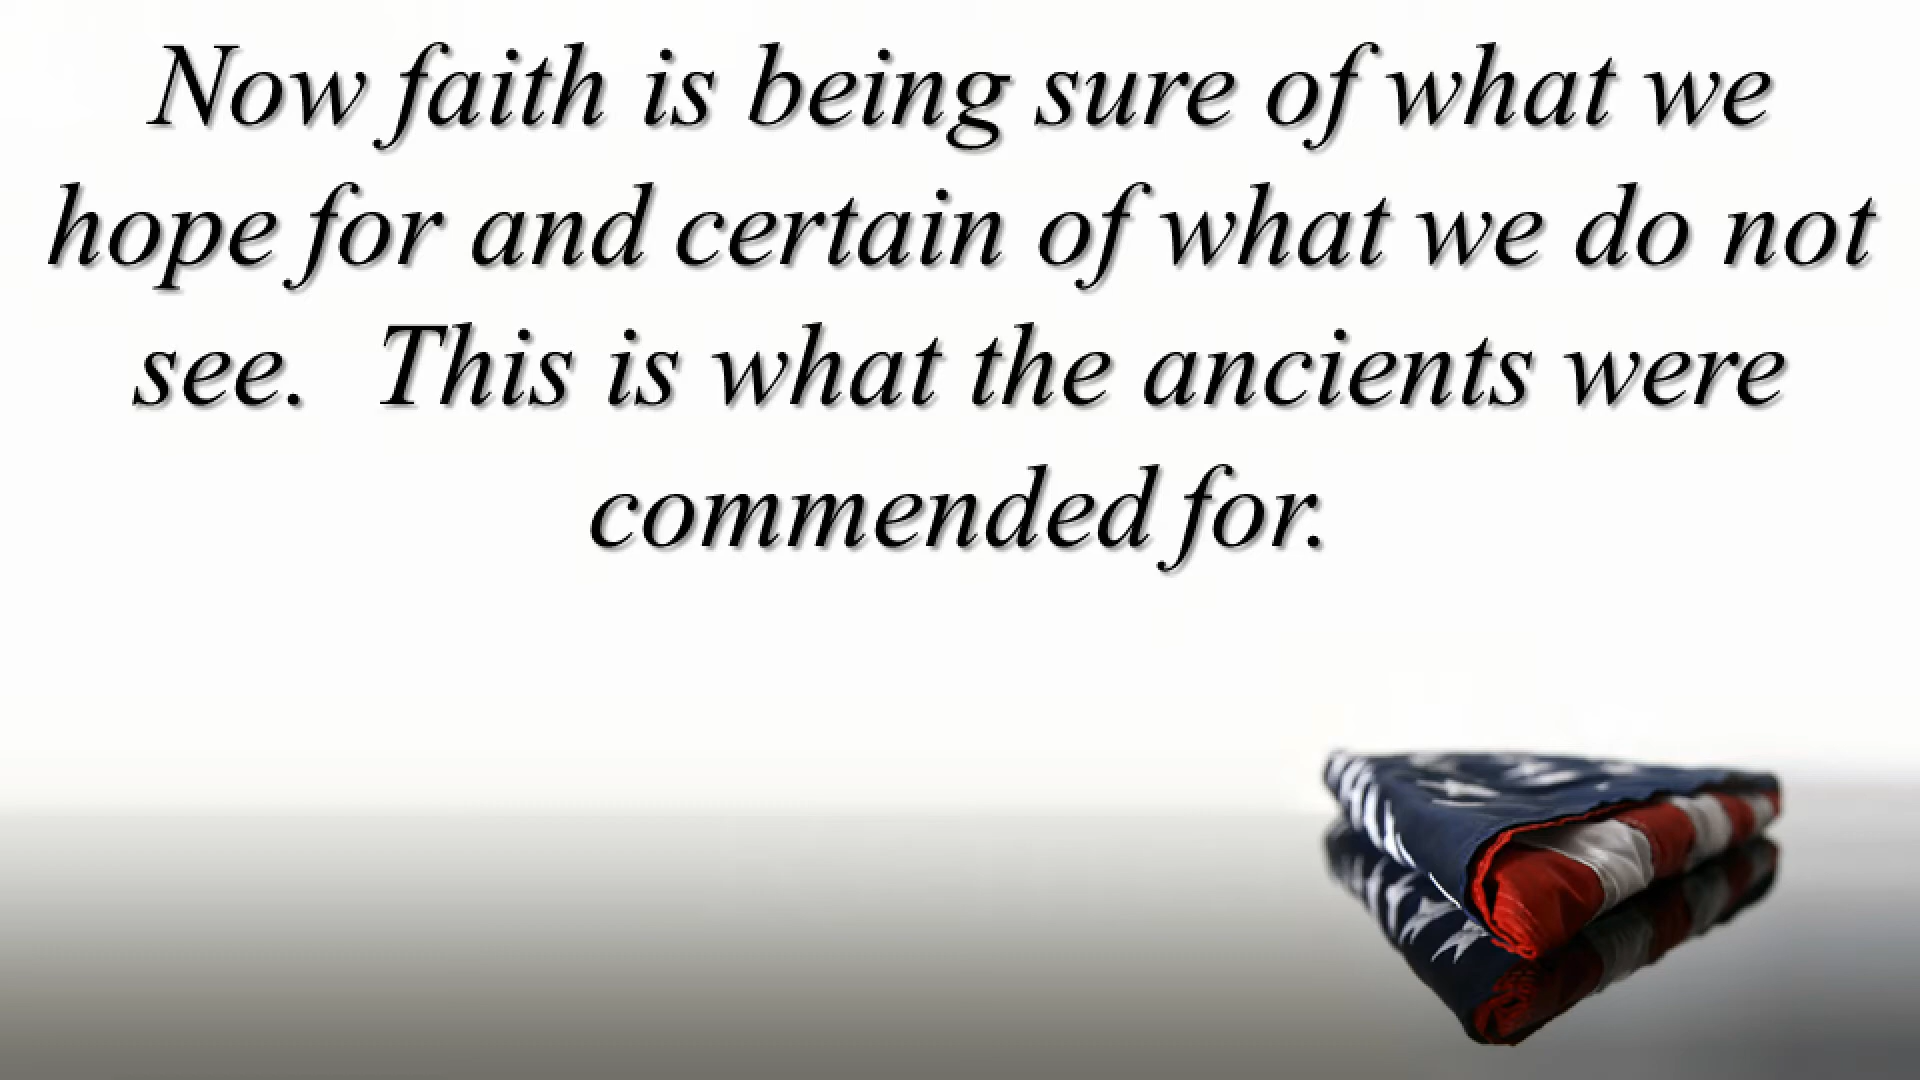 Now faith is being sure of what we
hope for and certain of what we do not
see.  This is what the ancients were
commended for.